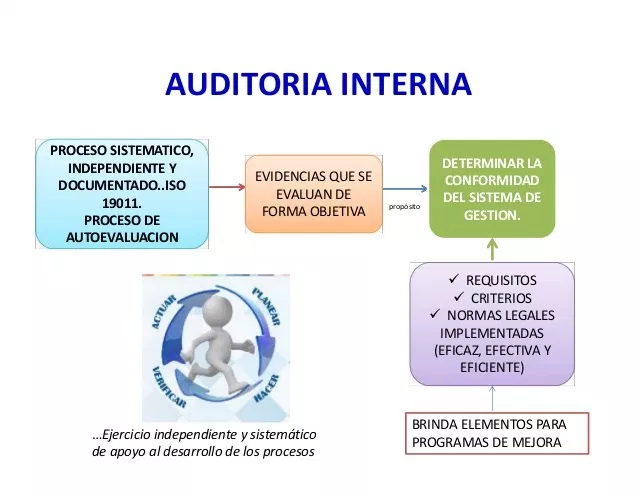 AUDITORIA INTERNA
PROCESO SISTEMATICO,
INDEPENDIENTE Y
DOCUMENTADO..ISO
19011.
PROCESO DE
AUTOEVALUACION
EVIDENCIAS QUE SE
EVALUAN DE
FORMA OBJETIVA
propósito
DETERMINAR LA
CONFORMIDAD
DEL SISTEMA DE
GESTION.
✓ REQUISITOS
✓ CRITERIOS
✓ NORMAS LEGALES
IMPLEMENTADAS
(EFICAZ, EFECTIVA Y
EFICIENTE)
ACTUAR
PLANEAR
VERIFICAR
HACER
BRINDA ELEMENTOS PARA
PROGRAMAS DE MEJORA
...Ejercicio independiente y sistemático
de apoyo al desarrollo de los procesos